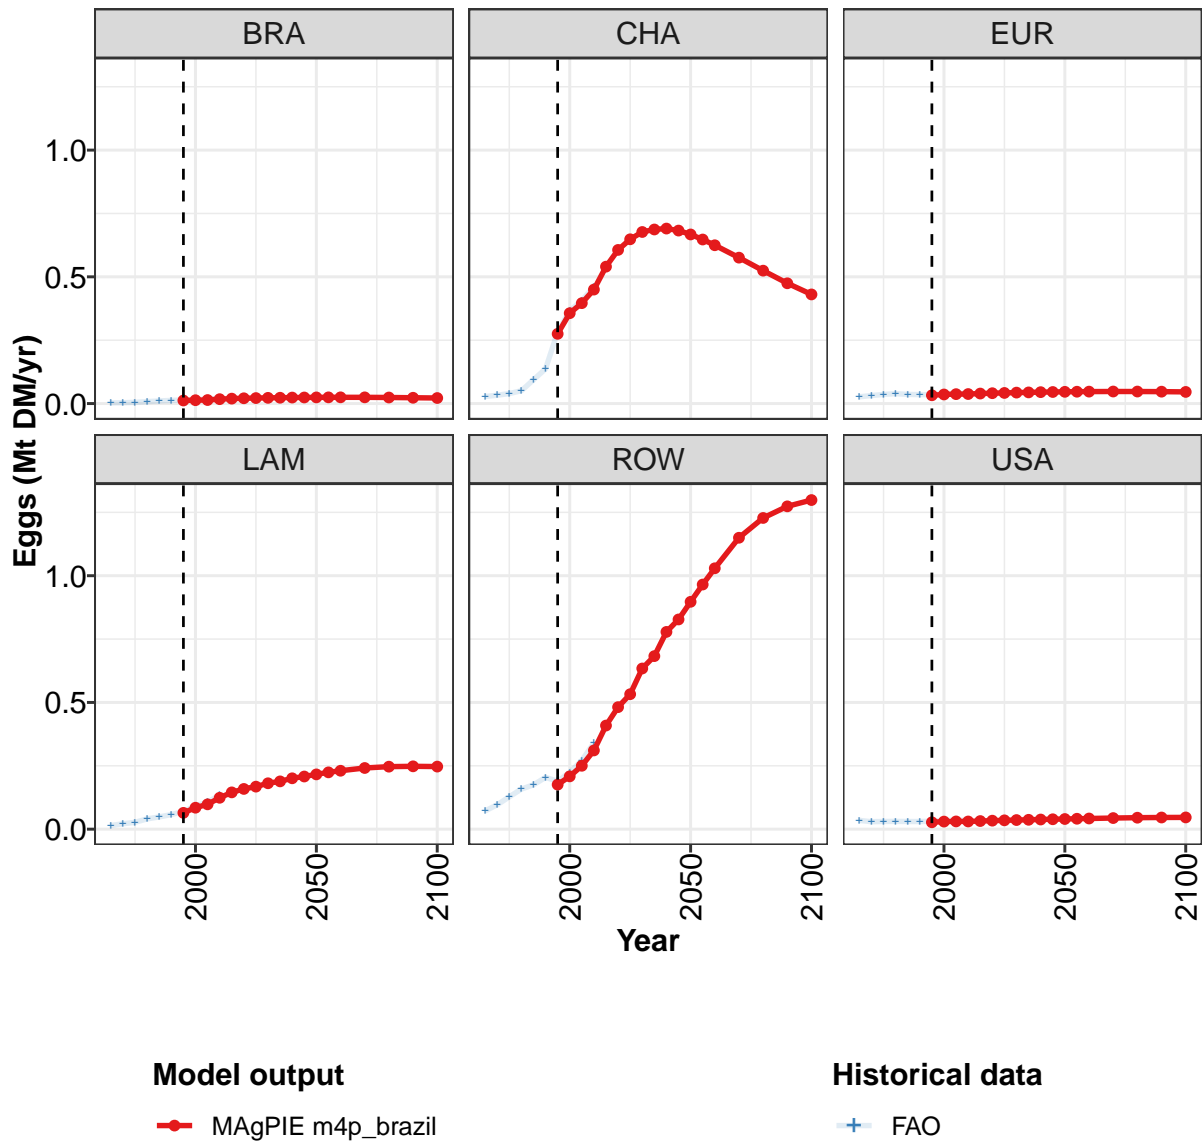 BRA CHA EUR
1.0
0.5
0.0
Eggs (Mt DM/yr)
LAM ROW USA
1.0
0.5
0.0
2000 2050 2100 2000 2050 2100 2000 2050 2100
Year
Model output Historical data
MAgPIE m4p_brazil FAO